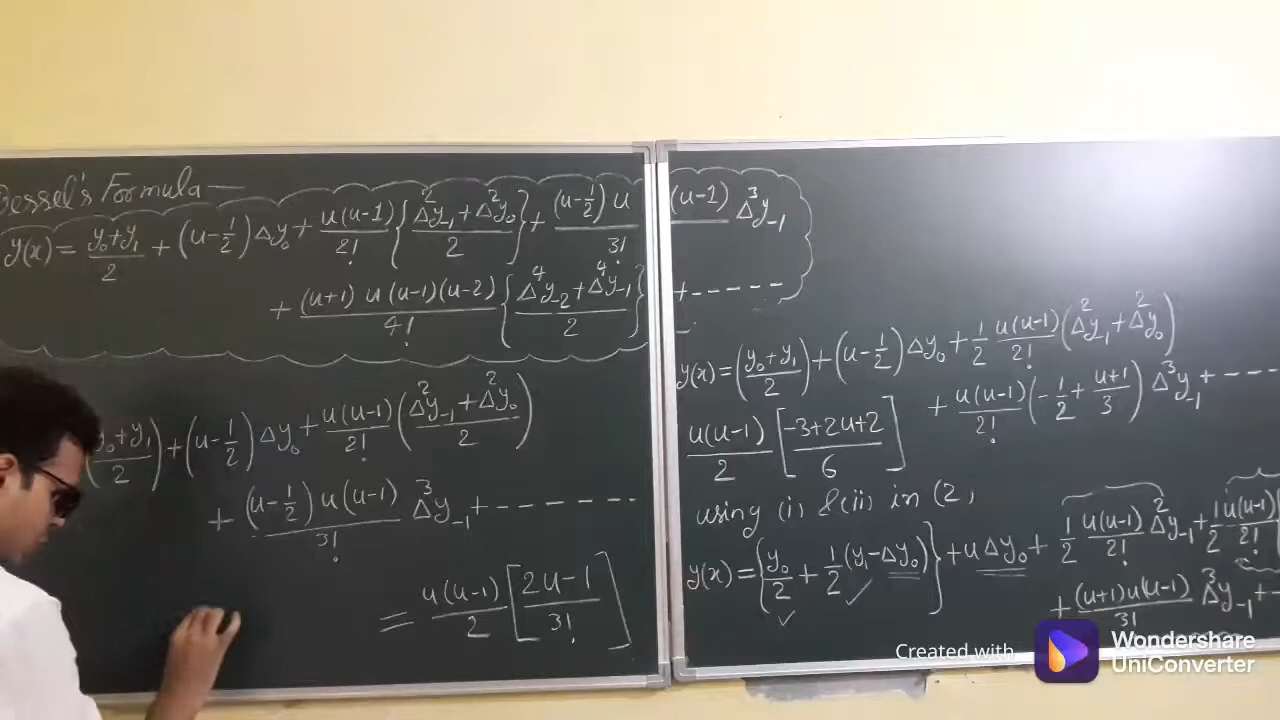 Bessel's Formula —
y(x) = (y₀+y₁)/2 + (u-1/2) Δy₀ + u(u-1)/2! {(Δ²y₋₁+Δ²y₀)/2} + (u-1/2) u (u-1)/3! Δ³y₋₁
+ (u+1) u (u-1)(u-2)/4! {(Δ⁴y₋₂+Δ⁴y₋₁)/2} + - - - - -
((y₀+y₁)/2) + (u-1/2) Δy₀ + u(u-1)/2! ((Δ²y₋₁+Δ²y₀)/2)
+ (u-1/2) u(u-1)/3! Δ³y₋₁ + - - - - - -
= u(u-1)/2 [(2u-1)/3!]
y(x) = ((y₀+y₁)/2) + (u-1/2) Δy₀ + 1/2 u(u-1)/2! (Δ²y₋₁+Δ²y₀)
+ u(u-1)/2! (-1/2 + (u+1)/3) Δ³y₋₁ + - - - -
u(u-1)/2 [(-3+2u+2)/6]
using (i) & (ii) in (2,
y(x) = {y₀/2 + 1/2 (y₁-Δy₀)} + uΔy₀ + 1/2 u(u-1)/2! Δ²y₋₁ + 1/2 u(u-1)/2!
+ (u+1)u(u-1)/3! Δ³y₋₁ + -
Created with
Wondershare
UniConverter